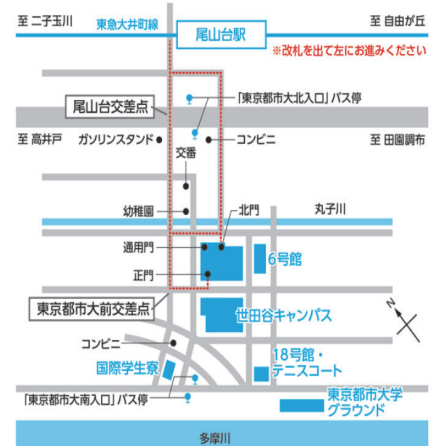 至 二子玉川
東急大井町線
尾山台駅
至 自由が丘
※改札を出て左にお進みください
尾山台交差点
「東京都市大北入口」バス停
至 高井戸
ガソリンスタンド
コンビニ
至 田園調布
交番
幼稚園
北門
丸子川
通用門
6号館
正門
東京都市大前交差点
世田谷キャンパス
N
コンビニ
国際学生寮
18号館・
テニスコート
「東京都市大南入口」バス停
東京都市大学
グラウンド
多摩川